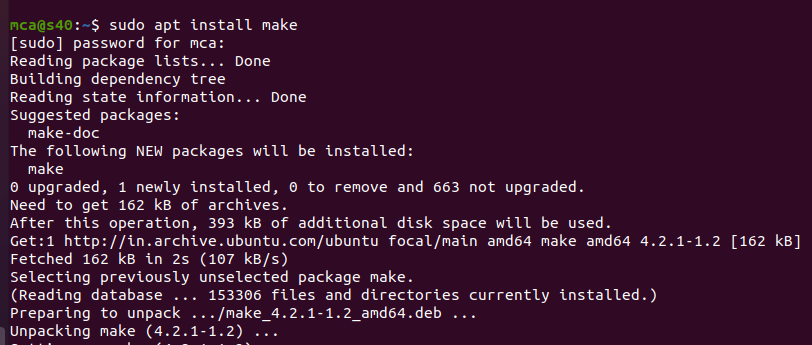 mca@s40:~$ sudo apt install make
[sudo] password for mca:
Reading package lists... Done
Building dependency tree
Reading state information... Done
Suggested packages:
  make-doc
The following NEW packages will be installed:
  make
0 upgraded, 1 newly installed, 0 to remove and 663 not upgraded.
Need to get 162 kB of archives.
After this operation, 393 kB of additional disk space will be used.
Get:1 http://in.archive.ubuntu.com/ubuntu focal/main amd64 make amd64 4.2.1-1.2 [162 kB]
Fetched 162 kB in 2s (107 kB/s)
Selecting previously unselected package make.
(Reading database ... 153306 files and directories currently installed.)
Preparing to unpack .../make_4.2.1-1.2_amd64.deb ...
Unpacking make (4.2.1-1.2) ...